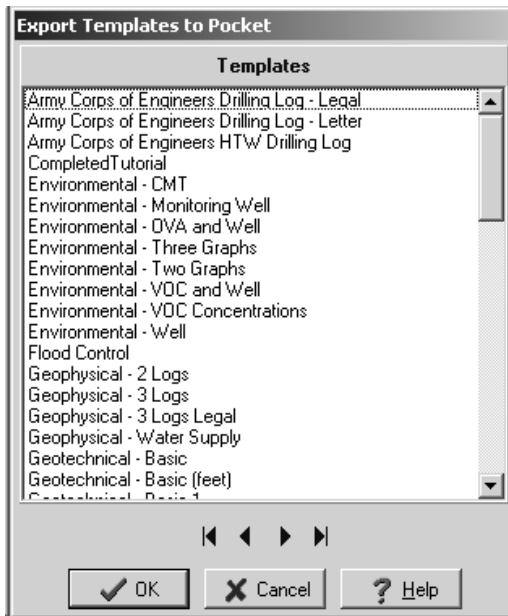 Export Templates to Pocket
Templates
Army Corps of Engineers Drilling Log - Legal
Army Corps of Engineers Drilling Log - Letter
Army Corps of Engineers HTW Drilling Log
CompletedTutorial
Environmental - CMT
Environmental - Monitoring Well
Environmental - OVA and Well
Environmental - Three Graphs
Environmental - Two Graphs
Environmental - VOC and Well
Environmental - VOC Concentrations
Environmental - Well
Flood Control
Geophysical - 2 Logs
Geophysical - 3 Logs
Geophysical - 3 Logs Legal
Geophysical - Water Supply
Geotechnical - Basic
Geotechnical - Basic (feet)
Geotechnical - Basic 1
OK
Cancel
Help